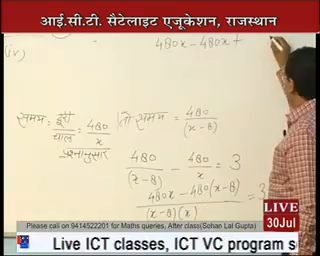 आई.सी.टी. सैटेलाइट एजूकेशन, राजस्थान
(iv)
480x - 480x +
समय = दूरी/चाल = 480/x तो समय = 480/(x-8)
प्रश्नानुसार
480/(x-8) - 480/x = 3
480x - 480(x-8)/(x-8)(x) = 3
LIVE
30Jul
Please call on 9414522201 for Maths queries, After class(Sohan Lal Gupta)
Live ICT classes, ICT VC program s